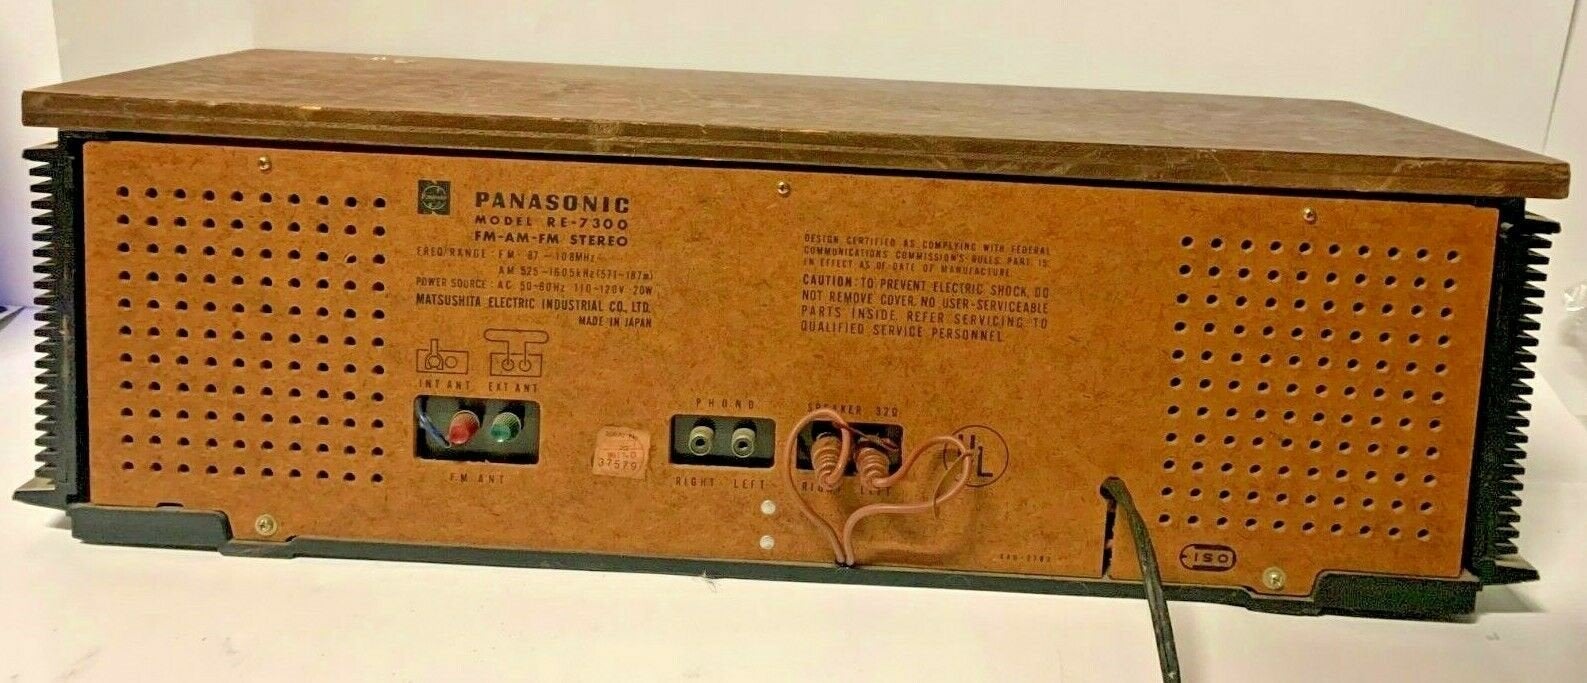 PANASONIC
MODEL RE-7300
FM-AM-FM STEREO
FREQ/RANGE : FM 87-108MHz
AM 525-1605kHz(571-187m)
POWER SOURCE : AC 50-60Hz 110-120V 20W
MATSUSHITA ELECTRIC INDUSTRIAL CO., LTD.
MADE IN JAPAN
INT ANT EXT ANT
FM ANT
37579
PHONO
RIGHT LEFT
DESIGN CERTIFIED AS COMPLYING WITH FEDERAL
COMMUNICATIONS COMMISSION'S RULES, PART 15:
IN EFFECT AS OF DATE OF MANUFACTURE.
CAUTION: TO PREVENT ELECTRIC SHOCK, DO
NOT REMOVE COVER. NO USER-SERVICEABLE
PARTS INSIDE. REFER SERVICING TO
QUALIFIED SERVICE PERSONNEL
SPEAKER 32Ω
RIGHT LEFT
UL
ISO